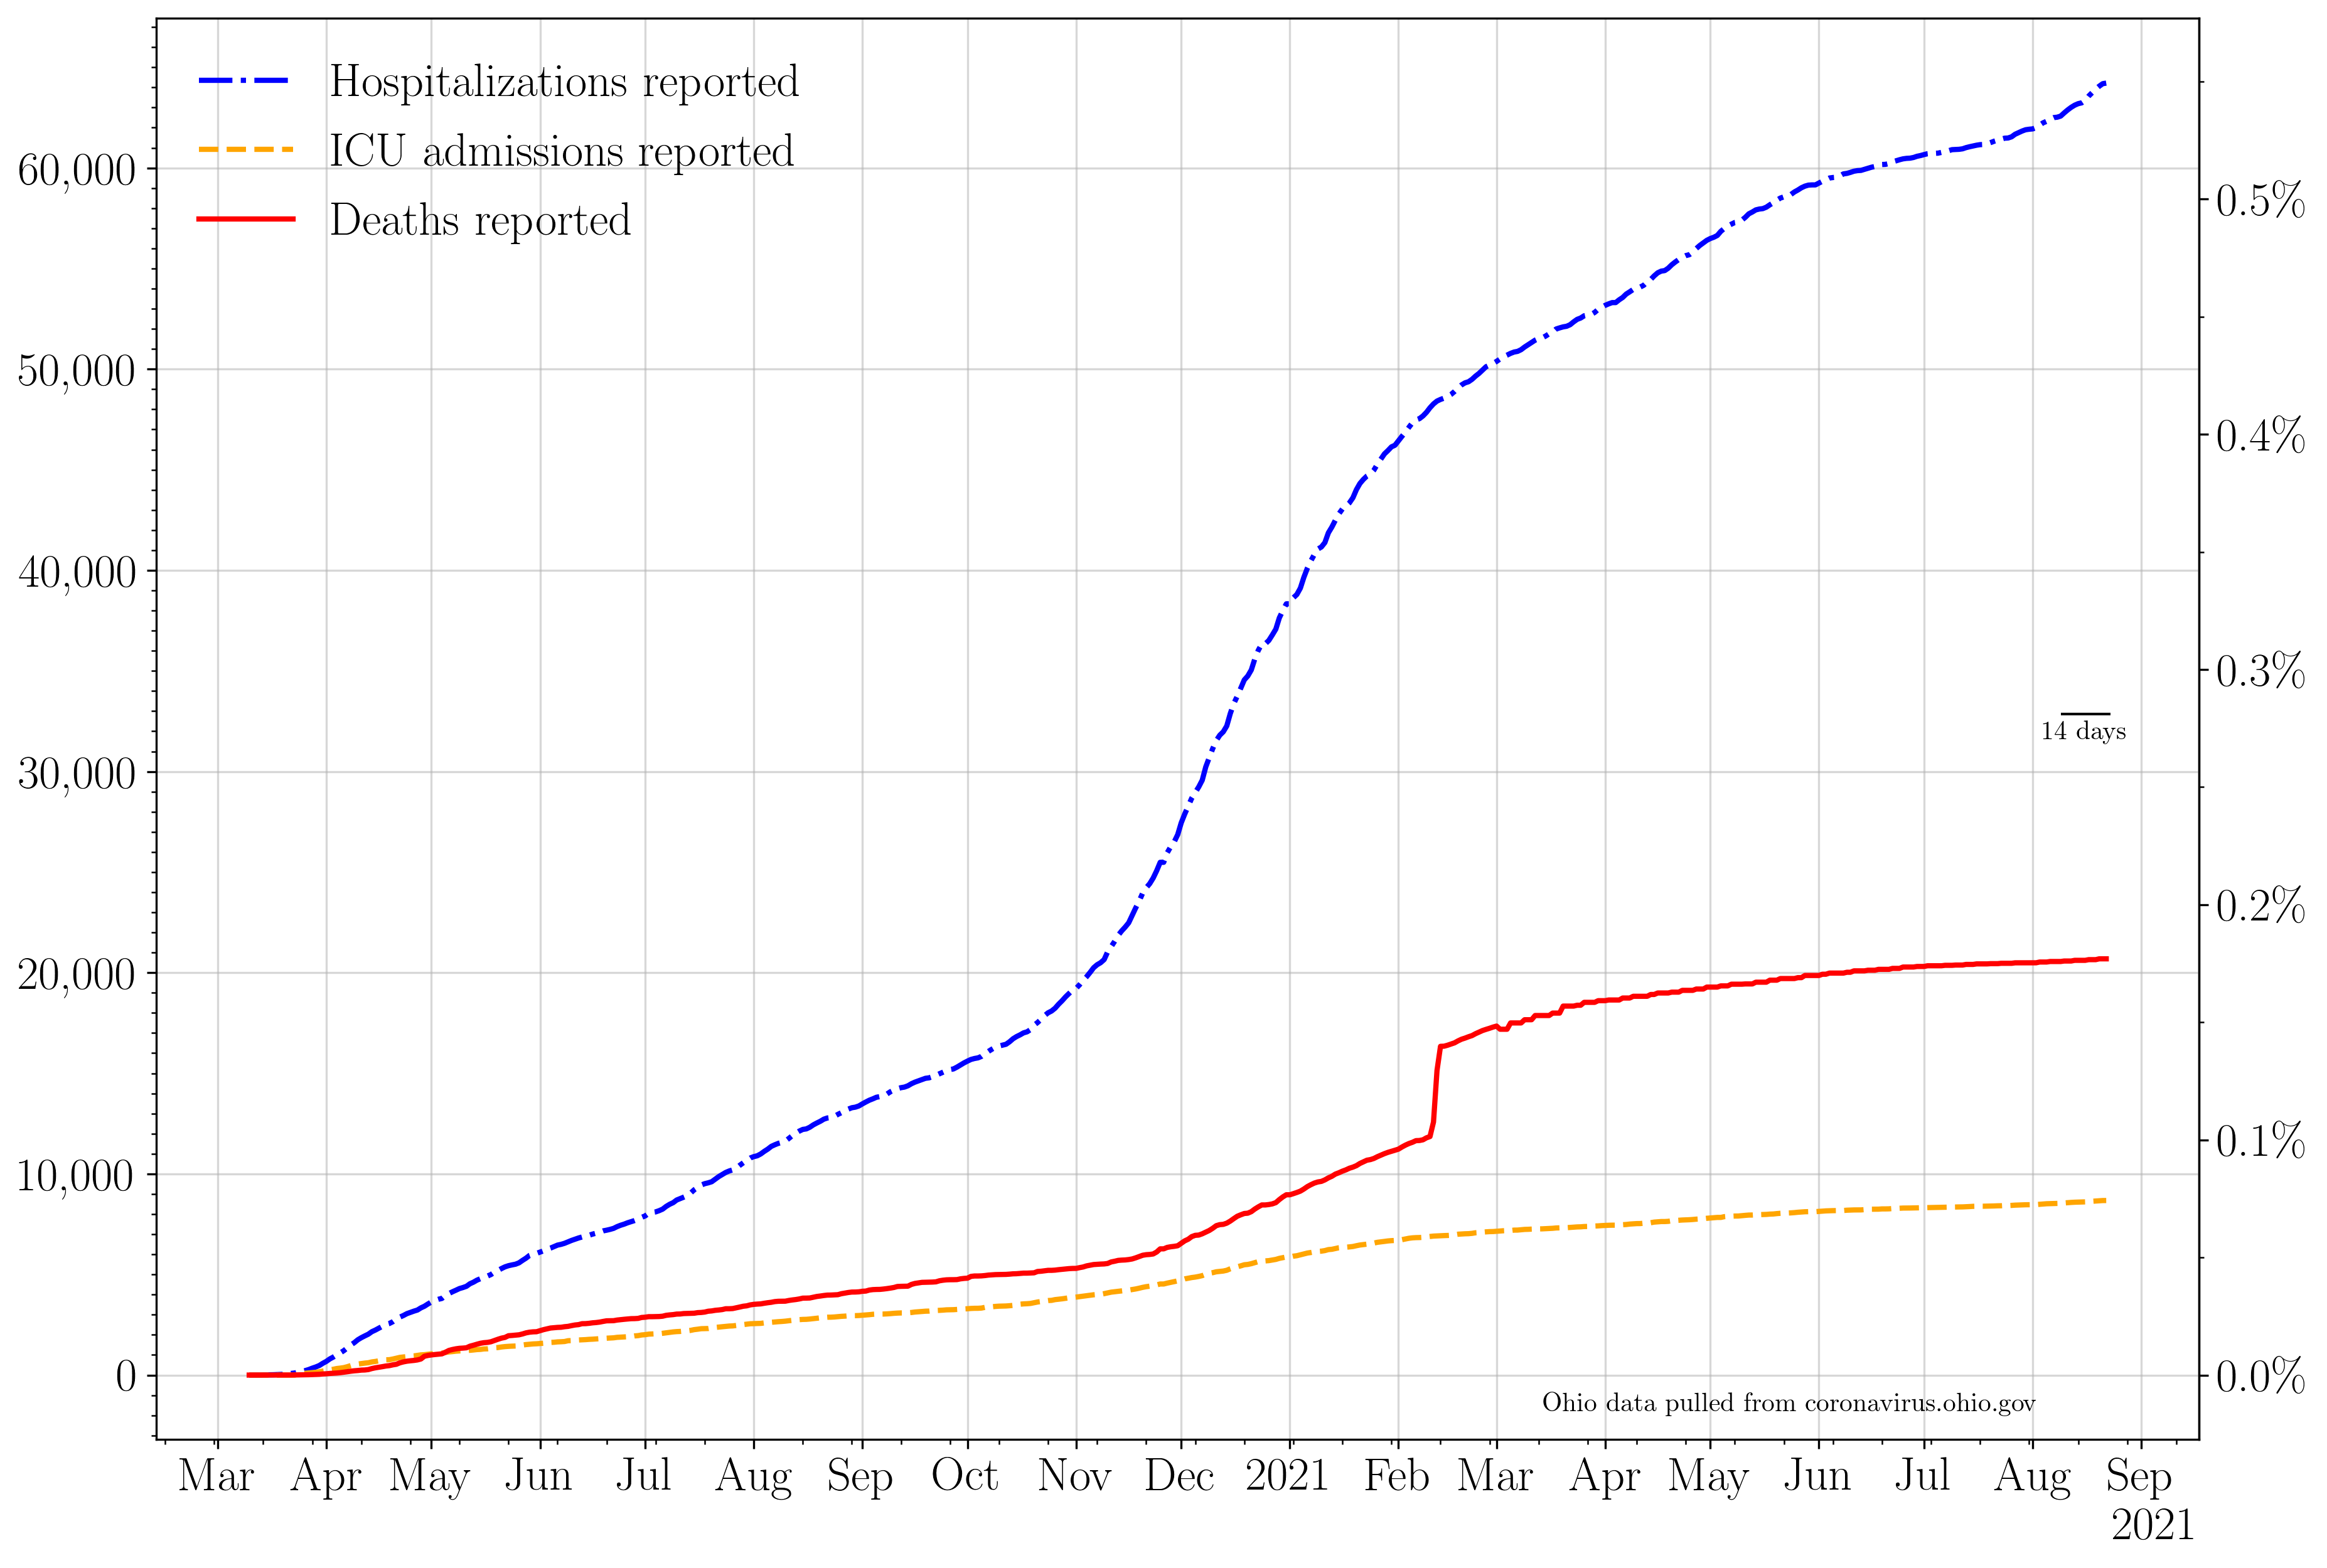 Hospitalizations reported
ICU admissions reported
Deaths reported
60,000
50,000
40,000
30,000
20,000
10,000
0
0.5%
0.4%
0.3%
0.2%
0.1%
0.0%
14 days
Ohio data pulled from coronavirus.ohio.gov
Mar Apr May Jun Jul Aug Sep Oct Nov Dec 2021 Feb Mar Apr May Jun Jul Aug Sep
2021